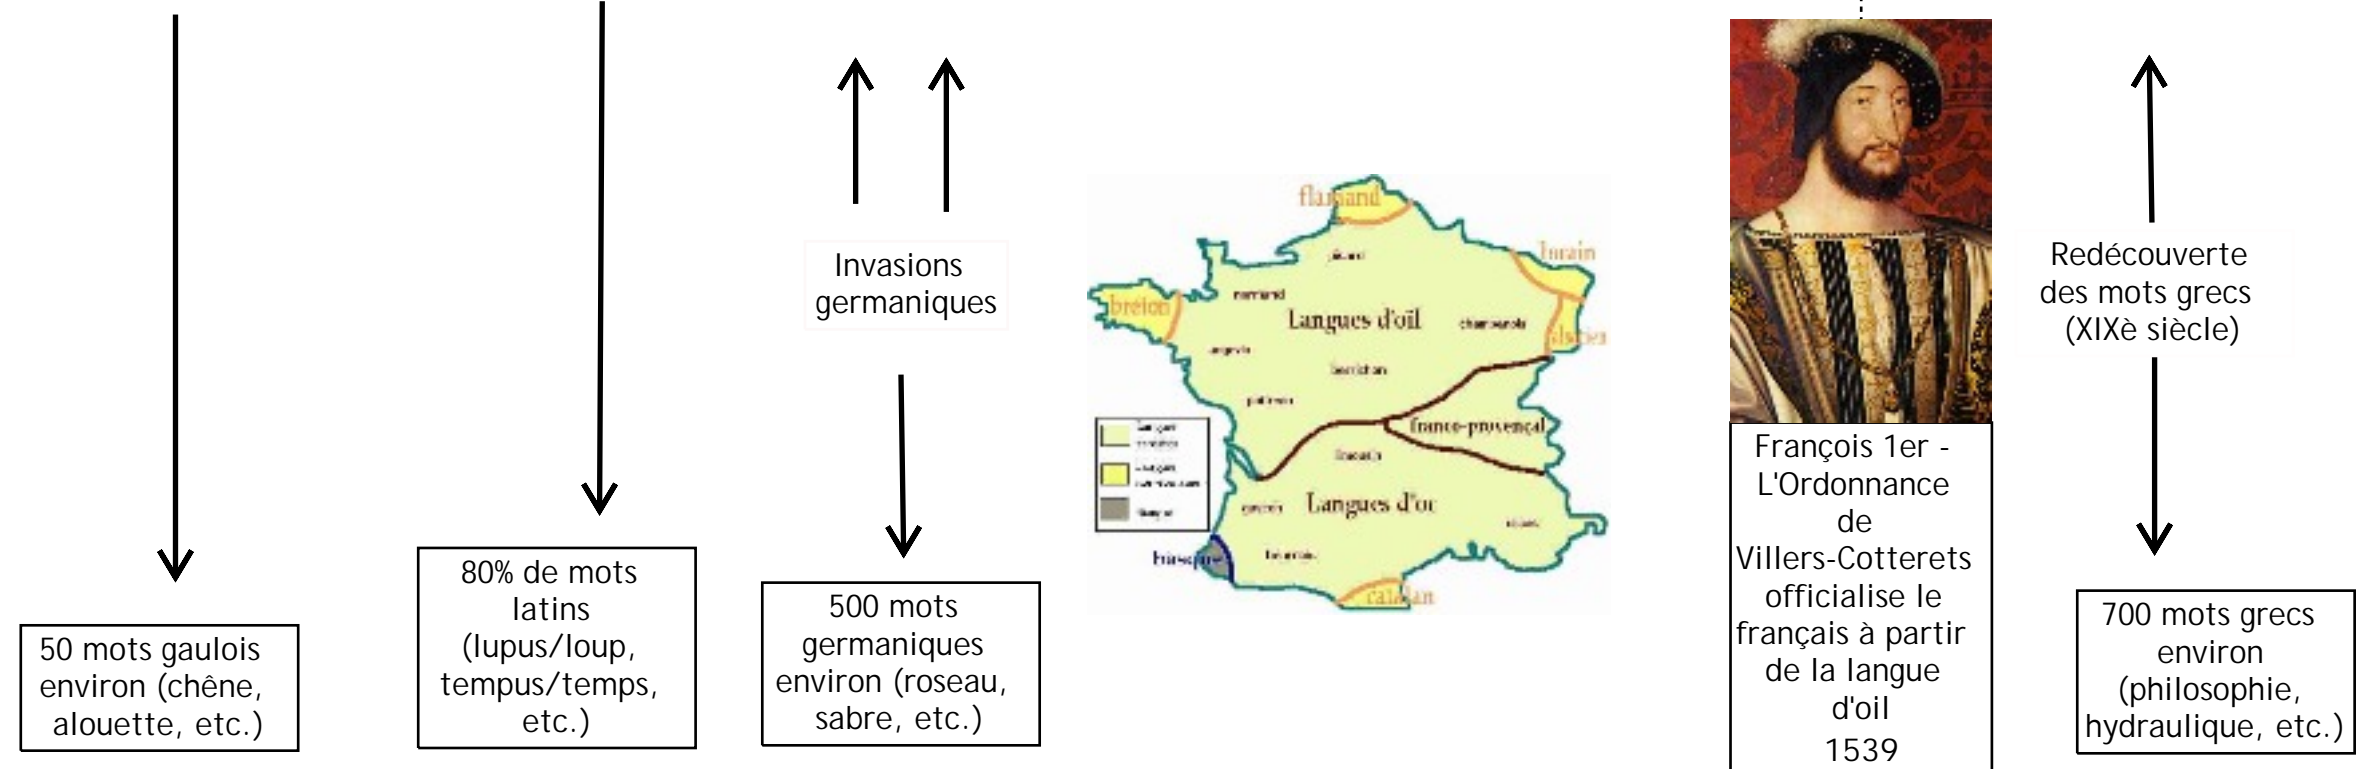 50 mots gaulois
environ (chêne,
alouette, etc.)
80% de mots
latins
(lupus/loup,
tempus/temps,
etc.)
Invasions
germaniques
500 mots
germaniques
environ (roseau,
sabre, etc.)
flamand
lorain
picard
breton
normand
Langues d'oïl
champenois
berrichon
franco-provençal
Langues d'oc
basque
catalan
François 1er -
L'Ordonnance
de
Villers-Cotterets
officialise le
français à partir
de la langue
d'oil
1539
Redécouverte
des mots grecs
(XIXè siècle)
700 mots grecs
environ
(philosophie,
hydraulique, etc.)